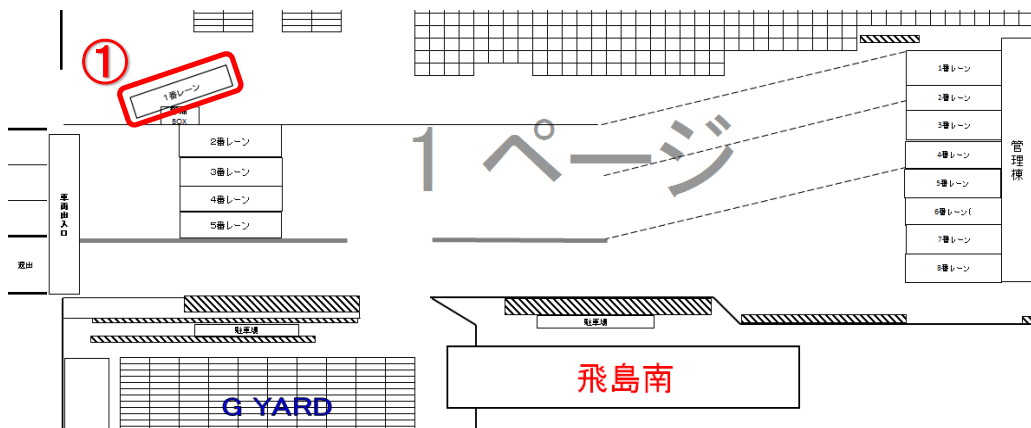 ①
1番レーン
BOX
2番レーン
3番レーン
4番レーン
5番レーン
車両出入口
退出
1 ページ
1番レーン
2番レーン
3番レーン
4番レーン
5番レーン
6番レーン(
7番レーン
8番レーン
管理棟
駐車場
駐車場
飛島南
G YARD